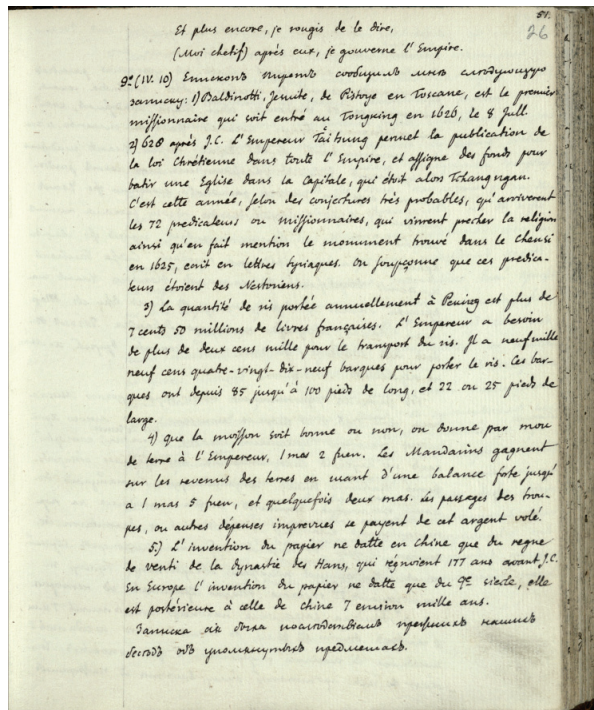 51.
26
Et plus encore, je rougis de le dire,
(Moi chetif) après eux, je gouverne l'Empire.
9е (IV. 10) Епископъ Пиретъ сообщилъ мнѣ слѣдующую
записку: 1) Baldinotti, Jesuite, de Pistoye en Toscane, est le premier
missionnaire qui soit entré au Tongking en 1626, le 8 Jull.
2) 628 après J.C. L'Empereur Täitsung permet la publication de
la loi Chrétienne dans toute l'Empire, et assigne des fonds pour
batir une Eglise dans la Capitale, qui étoit alors Tchangngan.
C'est cette année, selon des conjectures très probables, qu'arriverent
les 72 predicateurs ou missionnaires, qui vinrent precher la religion
ainsi qu'en fait mention le monument trouvé dans le Chensi
en 1625, ecrit en lettres syriaques. On soupçonne que ces predica-
teurs étoient des Nestoriens.
3) La quantité de ris portée annuellement à Peking est plus de
7 cents 50 millions de livres françaises. L'Empereur a besoin
de plus de deux cens mille pour le transport du ris. Il a neuf mille
neuf cens quatre-vingt-dix-neuf barques pour porter le ris. Ces bar-
ques ont depuis 85 jusqu'à 100 pieds de long, et 22 ou 25 pieds de
large.
4) que la moisson soit bonne ou non, on donne par mou
de terre à l'Empereur, 1 mas 2 fuen. Les Mandarins gagnent
sur les revenus des terres en usant d'une balance forte jusqu'
a 1 mas 5 fuen, et quelquefois deux mas. Les passages des trou-
pes, ou autres dépenses imprevues se payent de cet argent volé.
5.) L'invention du papier ne datte en Chine que du regne
de venti de la dynastie des Hans, qui régnoient 177 ans avant J.C.
En Europe l'invention du papier ne datte que du 9e siecle, elle
est postérieure à celle de Chine 7 environ mille ans.
Записка сія была послѣдствіемъ прежнихъ нашихъ
бесѣдъ объ упомянутыхъ предметахъ.